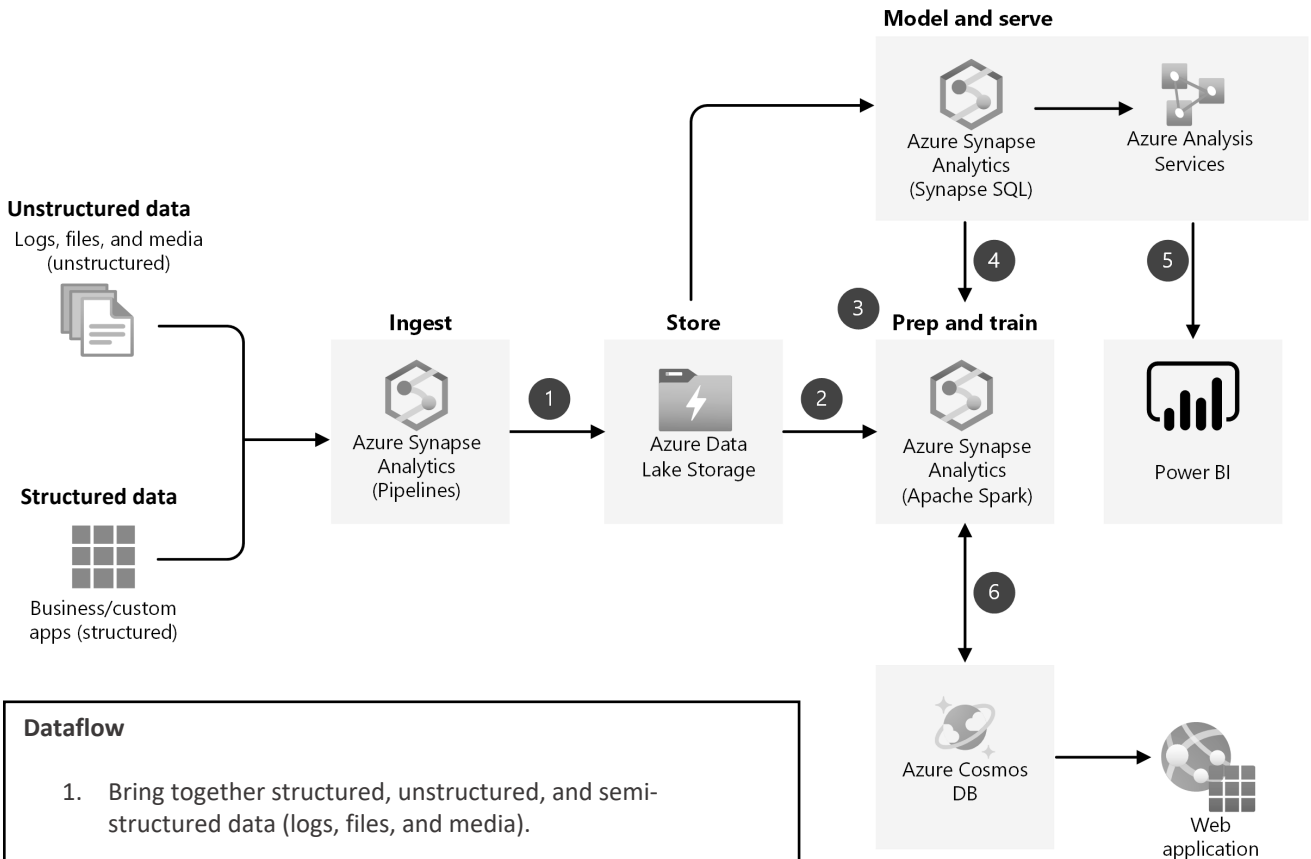 Model and serve
Azure Synapse
Analytics
(Synapse SQL)
Azure Analysis
Services
Unstructured data
Logs, files, and media
(unstructured)
4
5
3
Ingest
Store
Prep and train
Azure Synapse
Analytics
(Pipelines)
1
Azure Data
Lake Storage
2
Azure Synapse
Analytics
(Apache Spark)
Power BI
Structured data
Business/custom
apps (structured)
6
Azure Cosmos
DB
Web
application
Dataflow
1. Bring together structured, unstructured, and semi-
structured data (logs, files, and media).